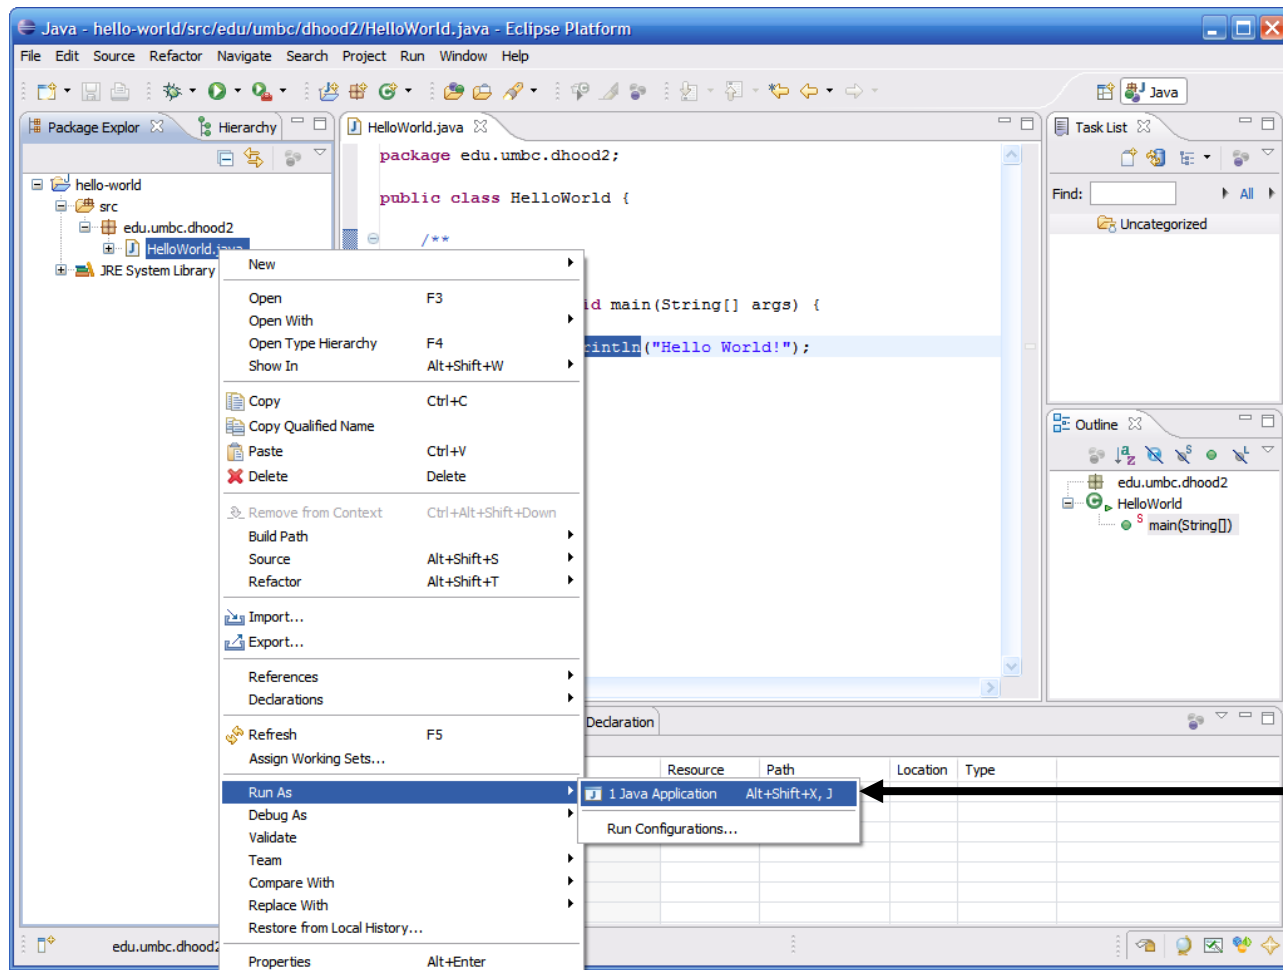 Java - hello-world/src/edu/umbc/dhood2/HelloWorld.java - Eclipse Platform
File Edit Source Refactor Navigate Search Project Run Window Help
Java
Package Explor
Hierarchy
hello-world
src
edu.umbc.dhood2
HelloWorld.java
JRE System Library
HelloWorld.java
package edu.umbc.dhood2;
public class HelloWorld {
/**
id main(String[] args) {
rintln("Hello World!");
New
Open F3
Open With
Open Type Hierarchy F4
Show In Alt+Shift+W
Copy Ctrl+C
Copy Qualified Name
Paste Ctrl+V
Delete Delete
Remove from Context Ctrl+Alt+Shift+Down
Build Path
Source Alt+Shift+S
Refactor Alt+Shift+T
Import...
Export...
References
Declarations
Refresh F5
Assign Working Sets...
Run As
Debug As
Validate
Team
Compare With
Replace With
Restore from Local History...
Properties Alt+Enter
1 Java Application Alt+Shift+X, J
Run Configurations...
Task List
Find: All
Uncategorized
Outline
edu.umbc.dhood2
HelloWorld
S main(String[])
Declaration
Resource Path Location Type
edu.umbc.dhood2